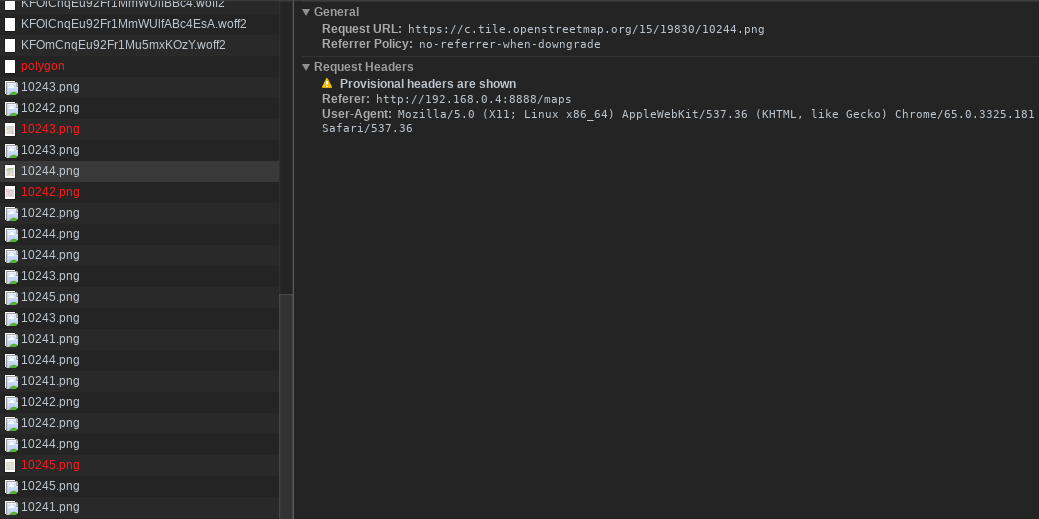 KFOlCnqEu92Fr1MmWUlfBBc4.woff2
KFOlCnqEu92Fr1MmWUlfABc4EsA.woff2
KFOmCnqEu92Fr1Mu5mxKOzY.woff2
polygon
10243.png
10242.png
10243.png
10243.png
10244.png
10242.png
10242.png
10244.png
10244.png
10243.png
10245.png
10243.png
10241.png
10244.png
10241.png
10242.png
10242.png
10244.png
10245.png
10245.png
10241.png
General
Request URL: https://c.tile.openstreetmap.org/15/19830/10244.png
Referrer Policy: no-referrer-when-downgrade
Request Headers
Provisional headers are shown
Referer: http://192.168.0.4:8888/maps
User-Agent: Mozilla/5.0 (X11; Linux x86_64) AppleWebKit/537.36 (KHTML, like Gecko) Chrome/65.0.3325.181
Safari/537.36